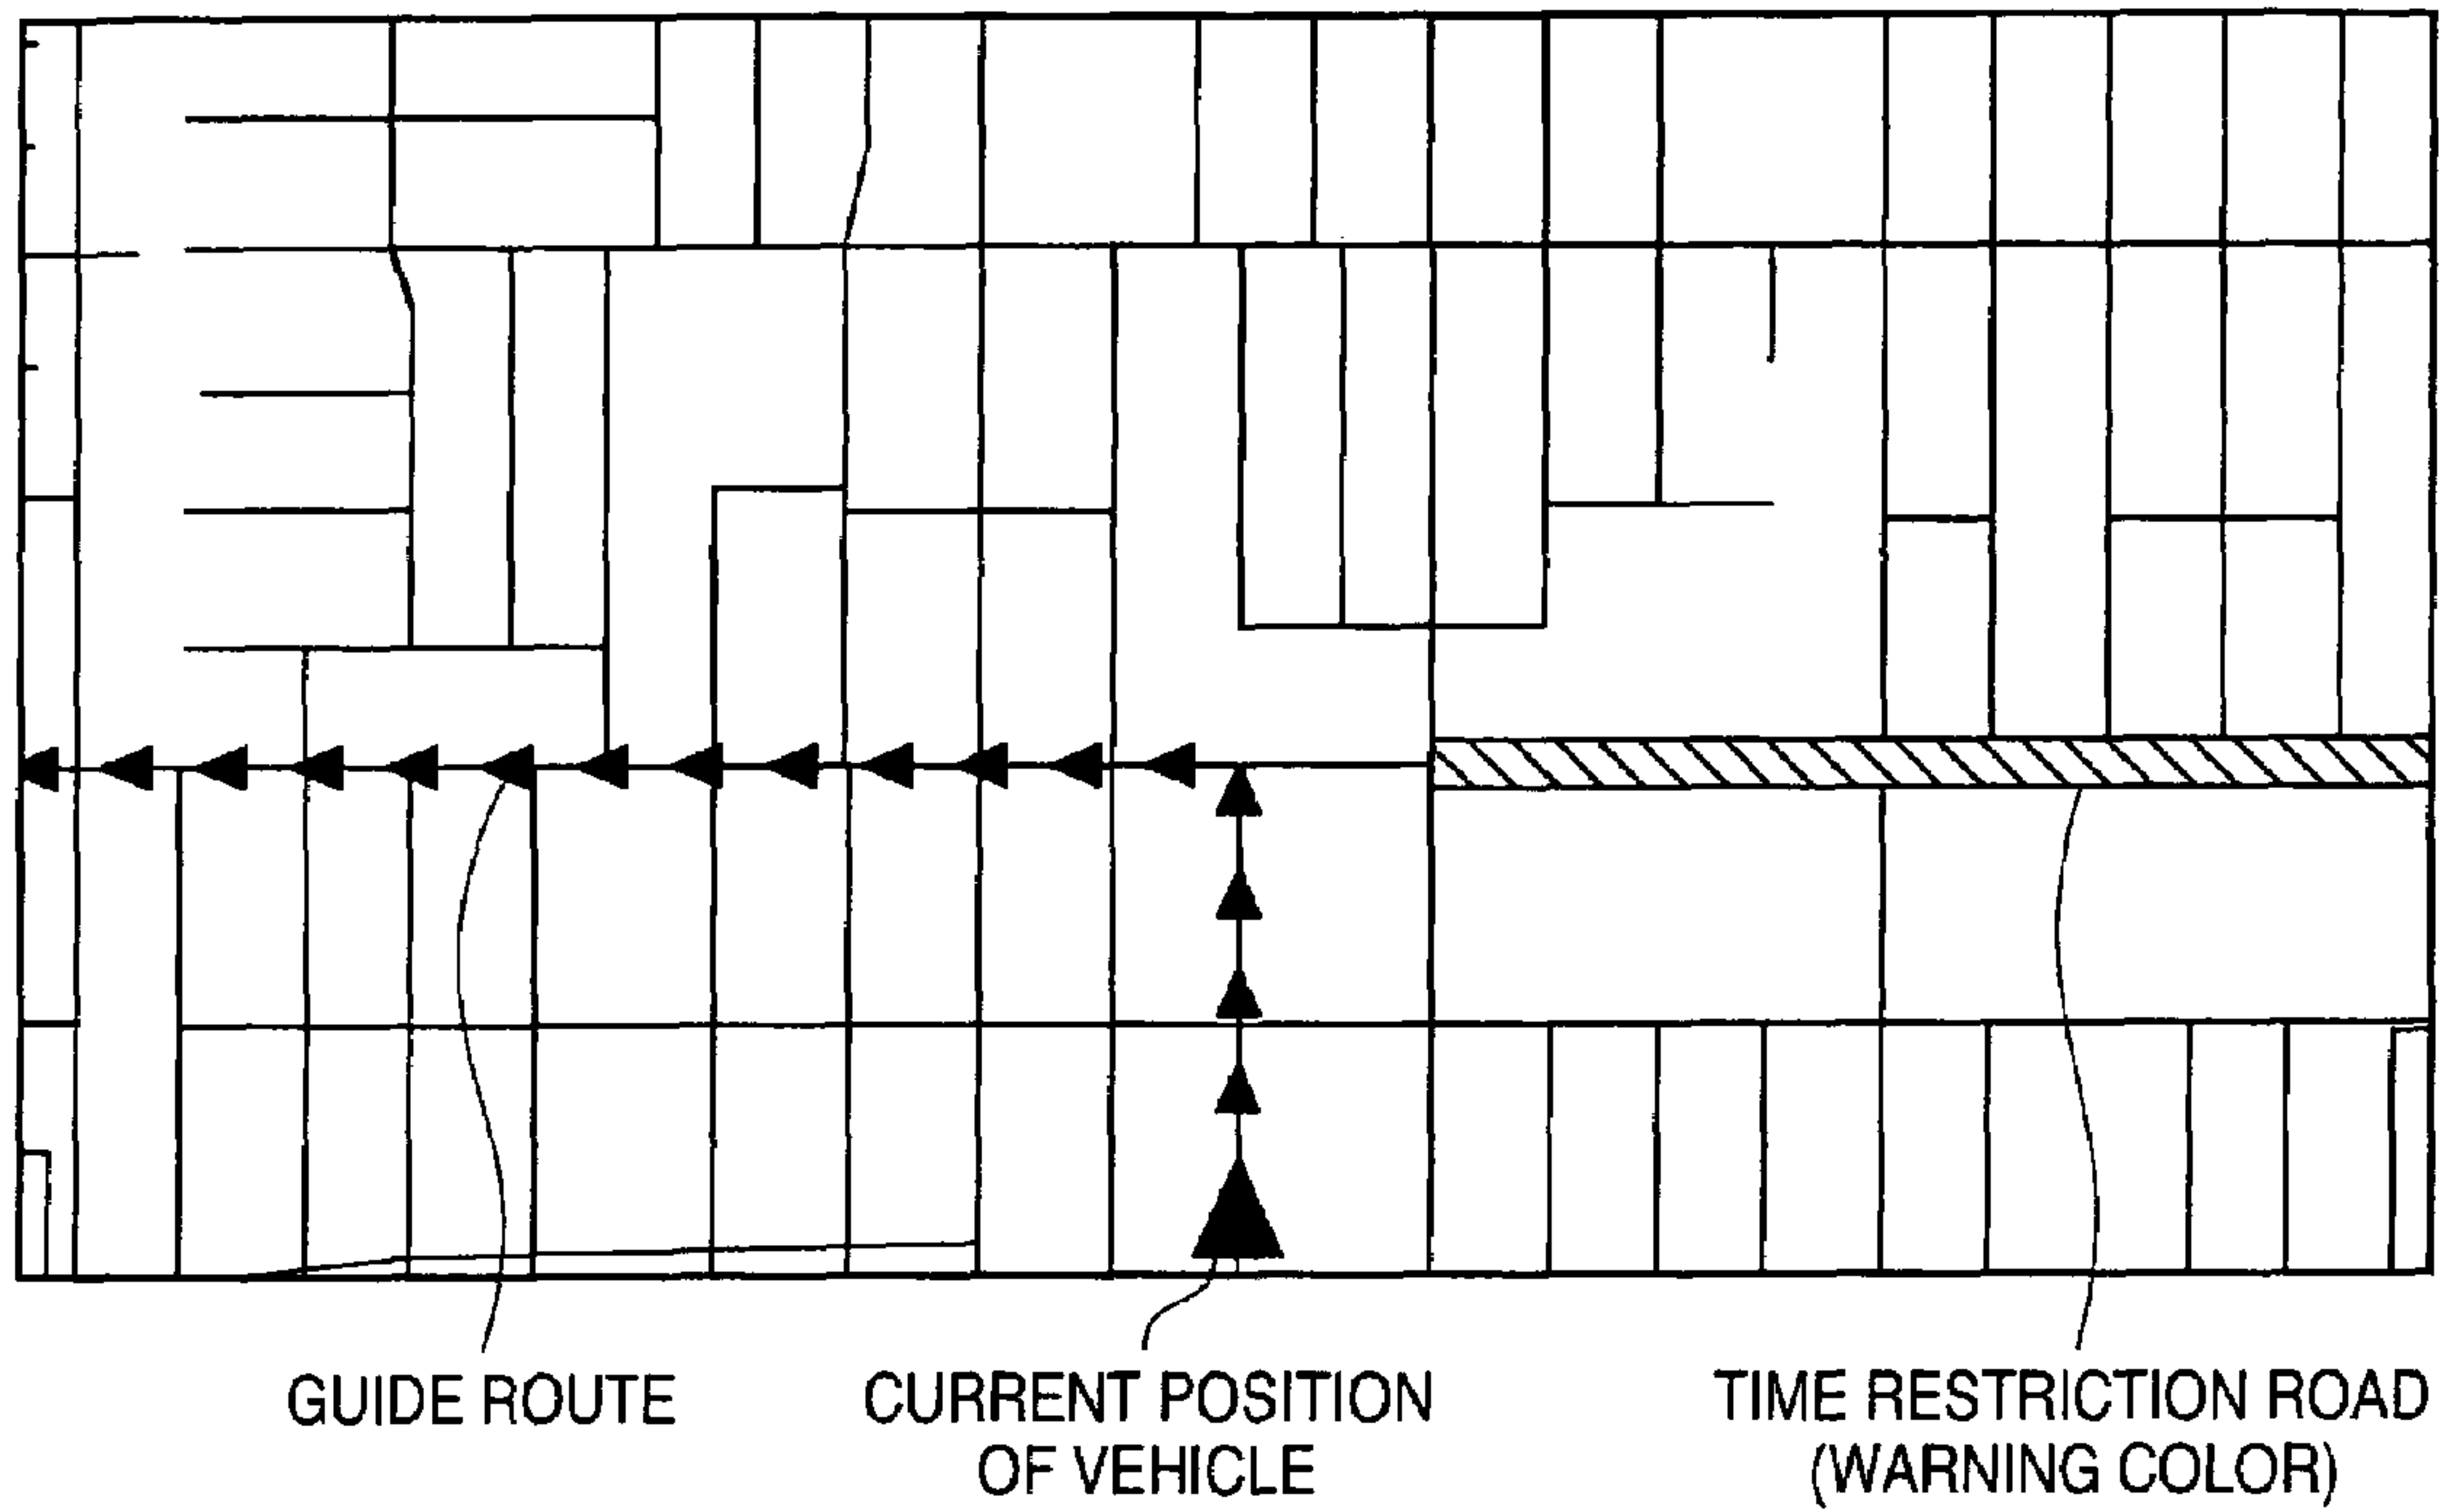 GUIDE ROUTE
CURRENT POSITION
OF VEHICLE
TIME RESTRICTION ROAD
(WARNING COLOR)